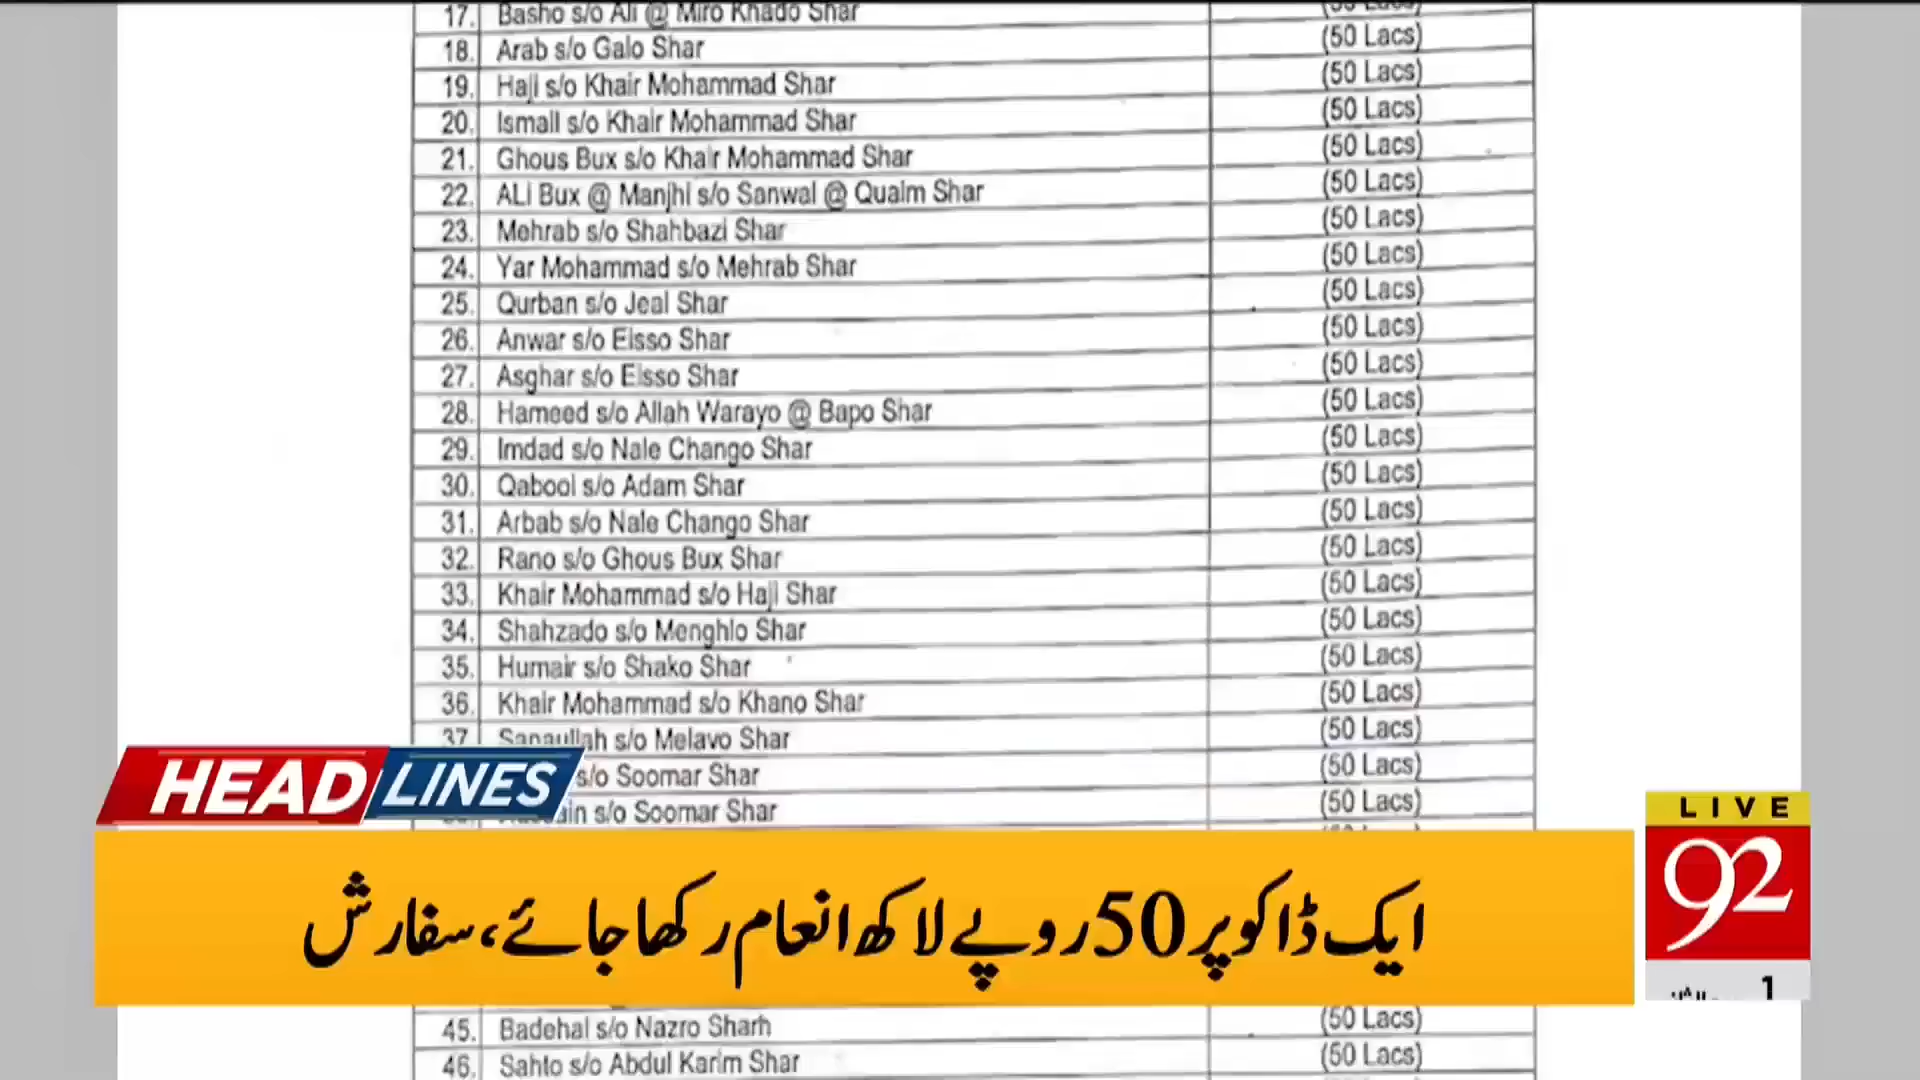 17. Basho s/o Ali @ Miro Khado Shar (50 Lacs)
18. Arab s/o Galo Shar (50 Lacs)
19. Haji s/o Khair Mohammad Shar (50 Lacs)
20. Ismail s/o Khair Mohammad Shar (50 Lacs)
21. Ghous Bux s/o Khair Mohammad Shar (50 Lacs)
22. ALi Bux @ Manjhi s/o Sanwal @ Quaim Shar (50 Lacs)
23. Mehrab s/o Shahbazi Shar (50 Lacs)
24. Yar Mohammad s/o Mehrab Shar (50 Lacs)
25. Qurban s/o Jeal Shar (50 Lacs)
26. Anwar s/o Eisso Shar (50 Lacs)
27. Asghar s/o Eisso Shar (50 Lacs)
28. Hameed s/o Allah Warayo @ Bapo Shar (50 Lacs)
29. Imdad s/o Nale Chango Shar (50 Lacs)
30. Qabool s/o Adam Shar (50 Lacs)
31. Arbab s/o Nale Chango Shar (50 Lacs)
32. Rano s/o Ghous Bux Shar (50 Lacs)
33. Khair Mohammad s/o Haji Shar (50 Lacs)
34. Shahzado s/o Menghlo Shar (50 Lacs)
35. Humair s/o Shako Shar (50 Lacs)
36. Khair Mohammad s/o Khano Shar (50 Lacs)
37. Sanaullah s/o Melavo Shar (50 Lacs)
s/o Soomar Shar (50 Lacs)
s/o Soomar Shar (50 Lacs)
HEADLINES
LIVE
92
ایک ڈاکو پر 50 روپے لاکھ انعام رکھا جائے، سفارش
1
45. Badehal s/o Nazro Sharh (50 Lacs)
46. Sahto s/o Abdul Karim Shar (50 Lacs)